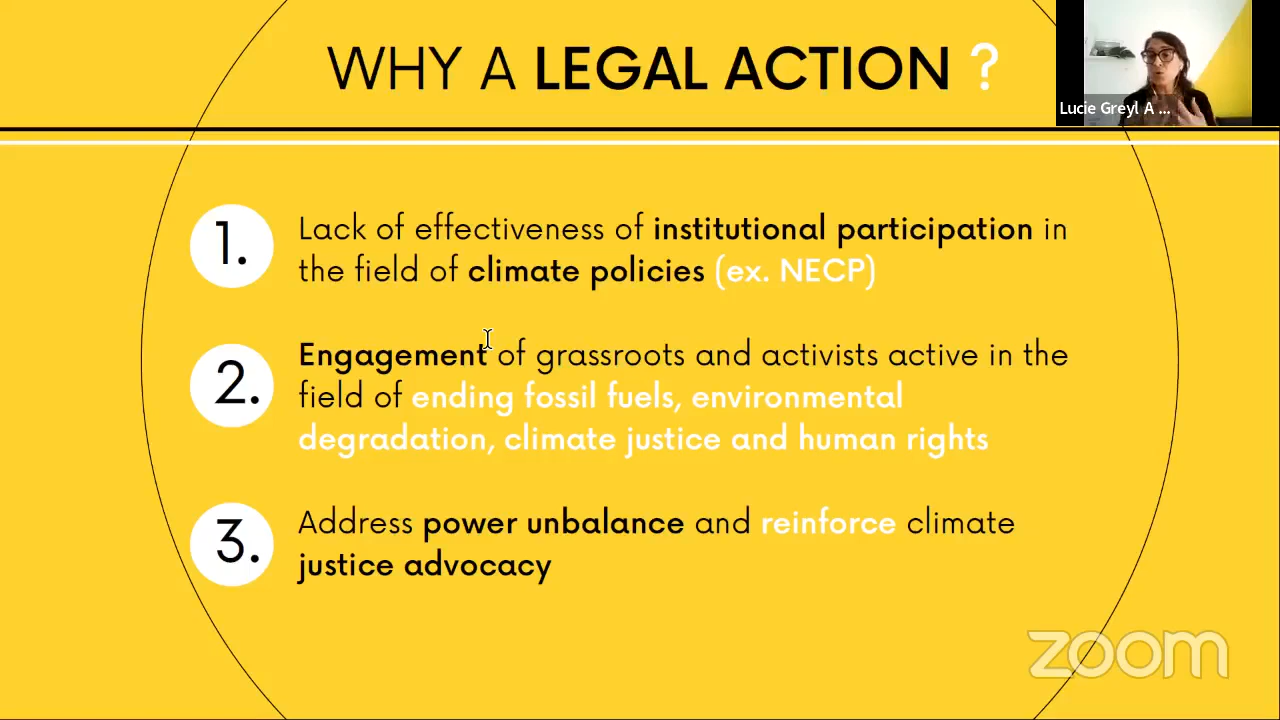 WHY A LEGAL ACTION ?
Lucie Greyl A ...
1.
Lack of effectiveness of institutional participation in
the field of climate policies (ex. NECP)
2.
Engagement of grassroots and activists active in the
field of ending fossil fuels, environmental
degradation, climate justice and human rights
3.
Address power unbalance and reinforce climate
justice advocacy
zoom